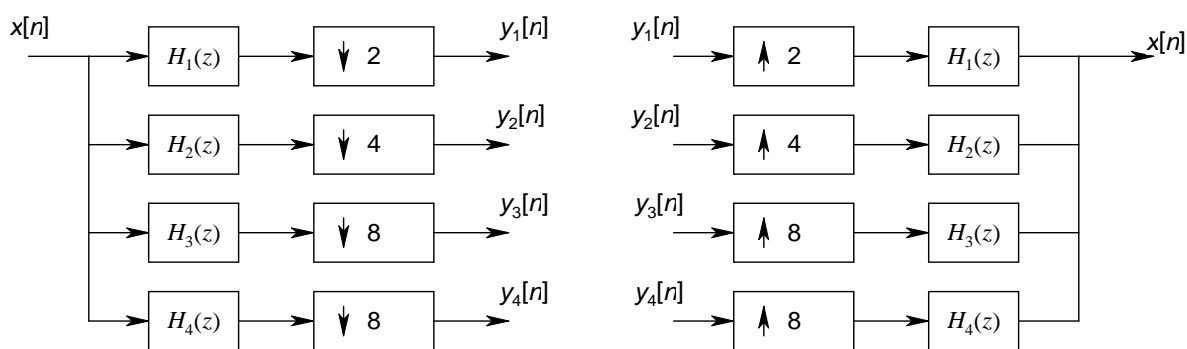 x[n] H₁(z) 2 y₁[n] y₁[n] 2 H₁(z) x[n]
H₂(z) 4 y₂[n] y₂[n] 4 H₂(z)
H₃(z) 8 y₃[n] y₃[n] 8 H₃(z)
H₄(z) 8 y₄[n] y₄[n] 8 H₄(z)